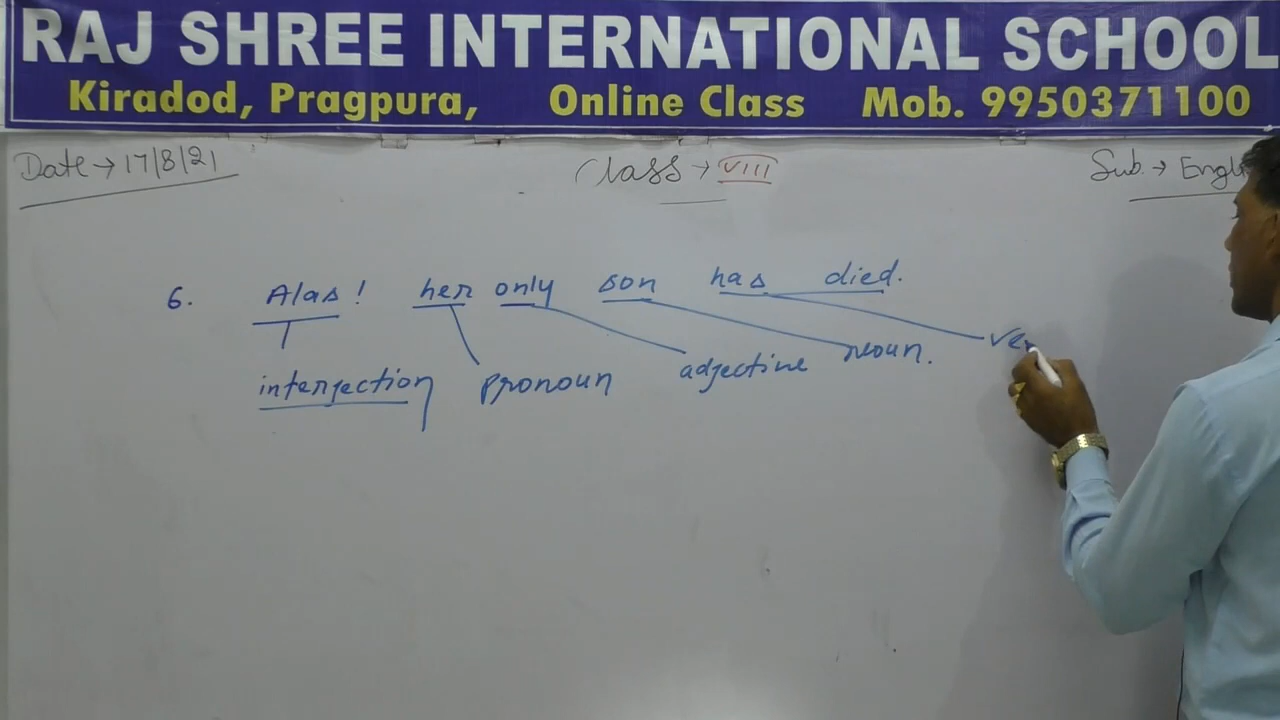 RAJ SHREE INTERNATIONAL SCHOOL
Kiradod, Pragpura, Online Class Mob. 9950371100
Date → 17/8/21 Class → VIII Sub. → Engl
6. Alas! her only son has died.
interjection pronoun adjective noun. ver